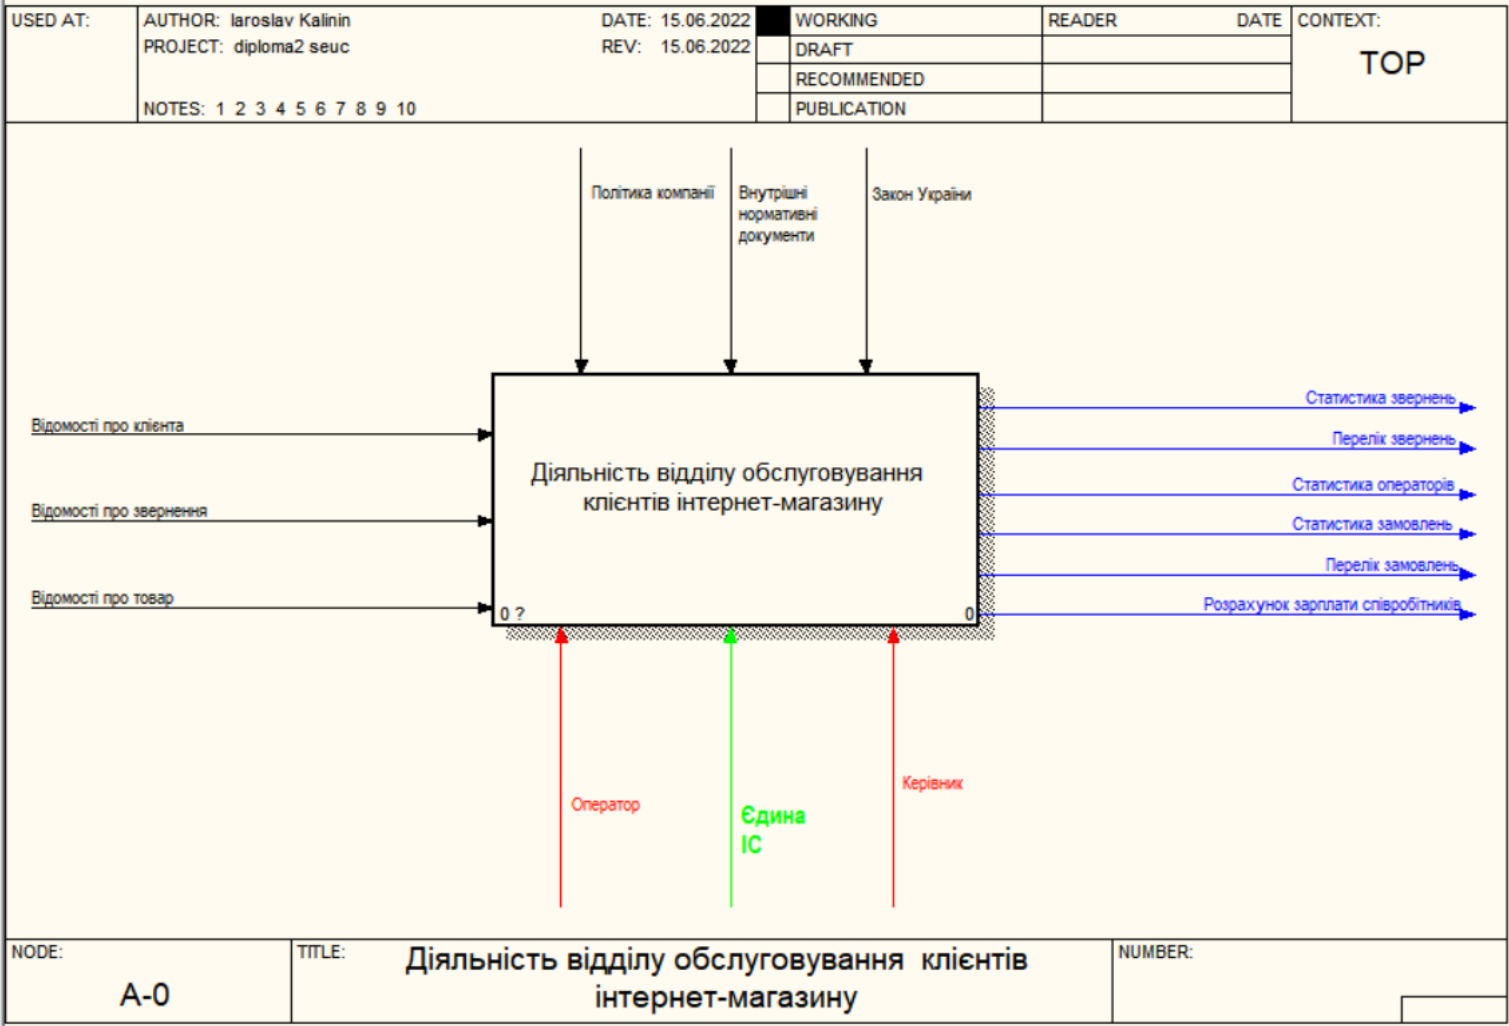 USED AT:
AUTHOR: Iaroslav Kalinin
DATE: 15.06.2022
WORKING
READER
DATE
CONTEXT:
PROJECT: diploma2 seuc
REV: 15.06.2022
DRAFT
TOP
RECOMMENDED
NOTES: 1 2 3 4 5 6 7 8 9 10
PUBLICATION
Політика компанії
Внутрішні
нормативні
документи
Закон України
Відомості про клієнта
Відомості про звернення
Відомості про товар
Діяльність відділу обслуговування
клієнтів інтернет-магазину
0 ?
0
Статистика звернень
Перелік звернень
Статистика операторів
Статистика замовлень
Перелік замовлень
Розрахунок зарплати співробітників
Оператор
Єдина
ІС
Керівник
NODE:
A-0
TITLE:
Діяльність відділу обслуговування клієнтів
інтернет-магазину
NUMBER: